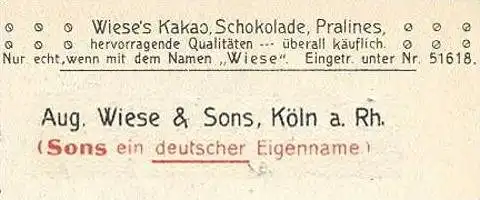 Wiese's Kakao, Schokolade, Pralines,
hervorragende Qualitäten --- überall käuflich.
Nur echt, wenn mit dem Namen „Wiese". Eingetr. unter Nr. 51618.
Aug. Wiese & Sons, Köln a. Rh.
(Sons ein deutscher Eigenname)